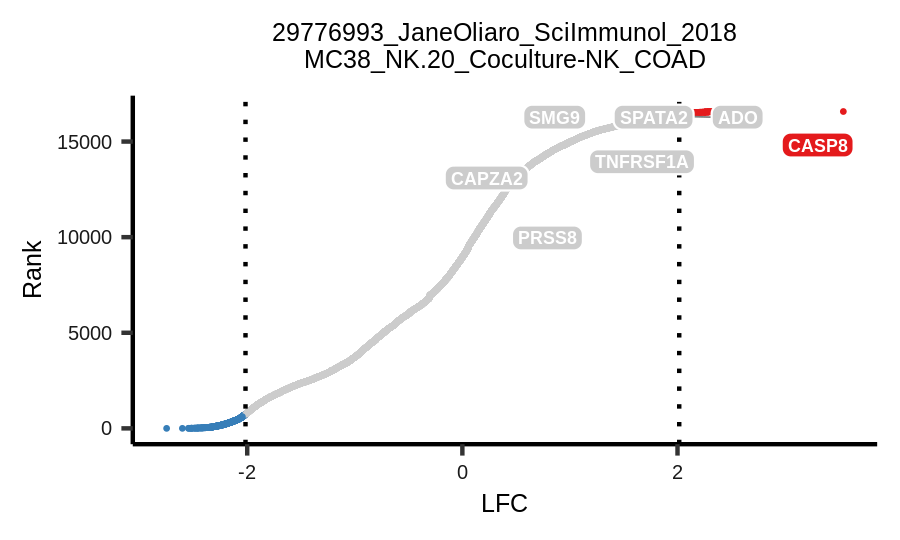 29776993_JaneOliaro_SciImmunol_2018
MC38_NK.20_Coculture-NK_COAD
SMG9
SPATA2
ADO
CASP8
TNFRSF1A
CAPZA2
PRSS8
Rank
15000
10000
5000
0
-2
0
2
LFC